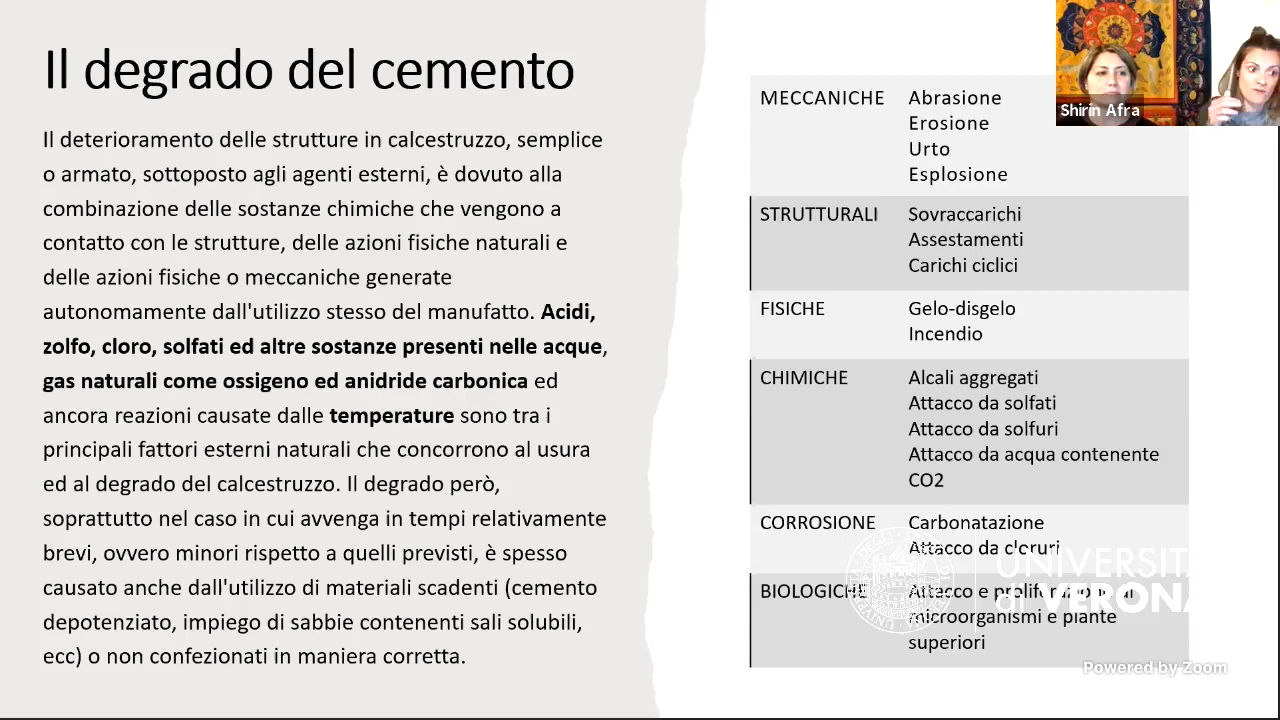 Il degrado del cemento
Il deterioramento delle strutture in calcestruzzo, semplice
o armato, sottoposto agli agenti esterni, è dovuto alla
combinazione delle sostanze chimiche che vengono a
contatto con le strutture, delle azioni fisiche naturali e
delle azioni fisiche o meccaniche generate
autonomamente dall'utilizzo stesso del manufatto. Acidi,
zolfo, cloro, solfati ed altre sostanze presenti nelle acque,
gas naturali come ossigeno ed anidride carbonica ed
ancora reazioni causate dalle temperature sono tra i
principali fattori esterni naturali che concorrono al usura
ed al degrado del calcestruzzo. Il degrado però,
soprattutto nel caso in cui avvenga in tempi relativamente
brevi, ovvero minori rispetto a quelli previsti, è spesso
causato anche dall'utilizzo di materiali scadenti (cemento
depotenziato, impiego di sabbie contenenti sali solubili,
ecc) o non confezionati in maniera corretta.
MECCANICHE Abrasione
Erosione
Urto
Esplosione
STRUTTURALI Sovraccarichi
Assestamenti
Carichi ciclici
FISICHE Gelo-disgelo
Incendio
CHIMICHE Alcali aggregati
Attacco da solfati
Attacco da solfuri
Attacco da acqua contenente
CO2
CORROSIONE Carbonatazione
Attacco da cloruri
BIOLOGICHE Attacco e proliferazione di
microorganismi e piante
superiori
Shirin Afra
UNIVERSITÀ
di VERONA
Powered by Zoom